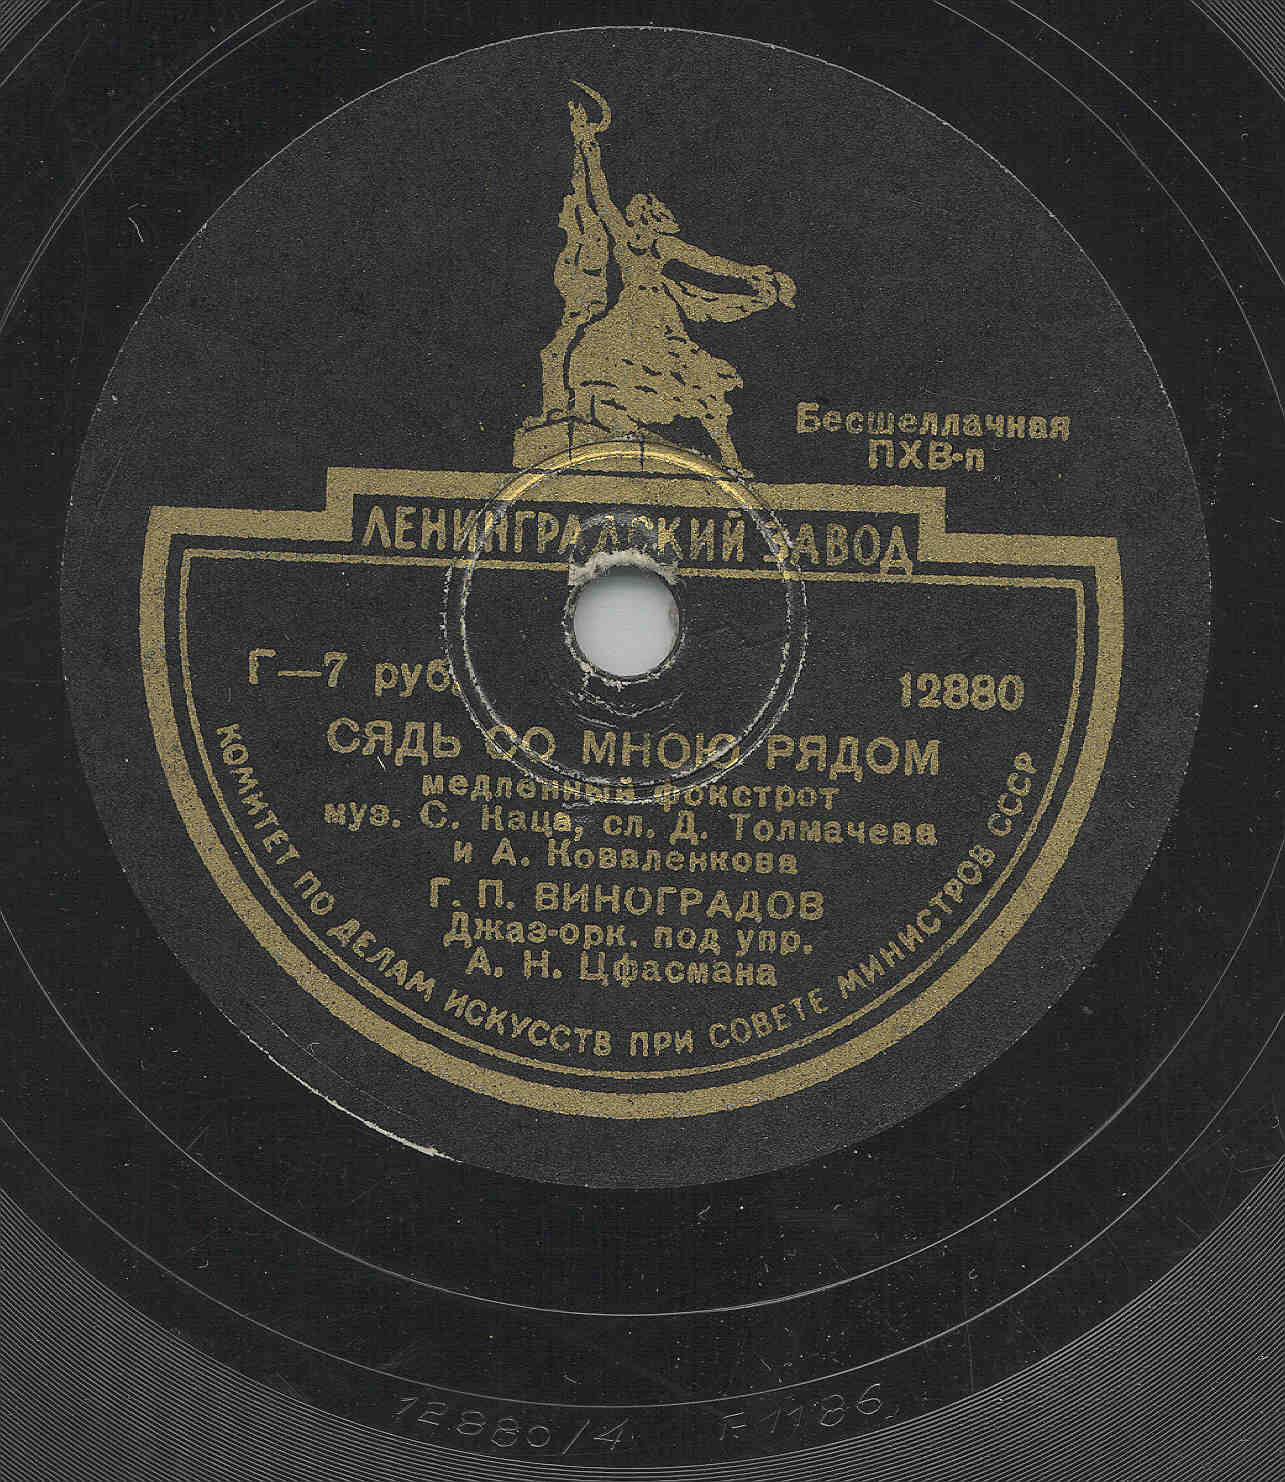 Бесшеллачная
ПХВ-п
ЛЕНИНГРАДСКИЙ ЗАВОД
Г—7 руб.
12880
СЯДЬ СО МНОЮ РЯДОМ
медленный фокстрот
муз. С. Каца, сл. Д. Толмачева
и А. Коваленкова
Г. П. ВИНОГРАДОВ
Джаз-орк. под упр.
А. Н. Цфасмана
КОМИТЕТ ПО ДЕЛАМ ИСКУССТВ ПРИ СОВЕТЕ МИНИСТРОВ СССР
12880/4 F1186